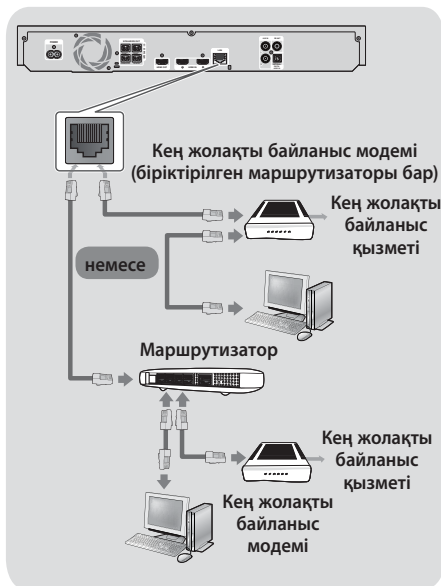 Кең жолақты байланыс модемі
(біріктірілген маршрутизаторы бар)
Кең жолақты
байланыс
қызметі
немесе
Маршрутизатор
Кең жолақты
байланыс
қызметі
Кең жолақты
байланыс
модемі